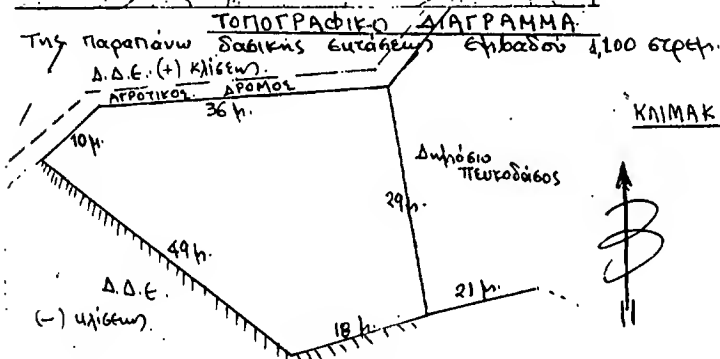 ΤΟΠΟΓΡΑΦΙΚΟ ΔΙΑΓΡΑΜΜΑ
Της παραπάνω δασικής εκτάσεως εμβαδού 1,100 στρεμ.
Δ.Δ.Ε. (+) κλίσεως.
ΑΓΡΟΤΙΚΟΣ ΔΡΟΜΟΣ
36 μ.
ΚΛΙΜΑΚ
10 μ.
Δημόσιο
Πευκοδάσος
29 μ.
49 μ.
Δ.Δ.Ε.
(-) κλίσεως.
21 μ.
18 μ.
Β